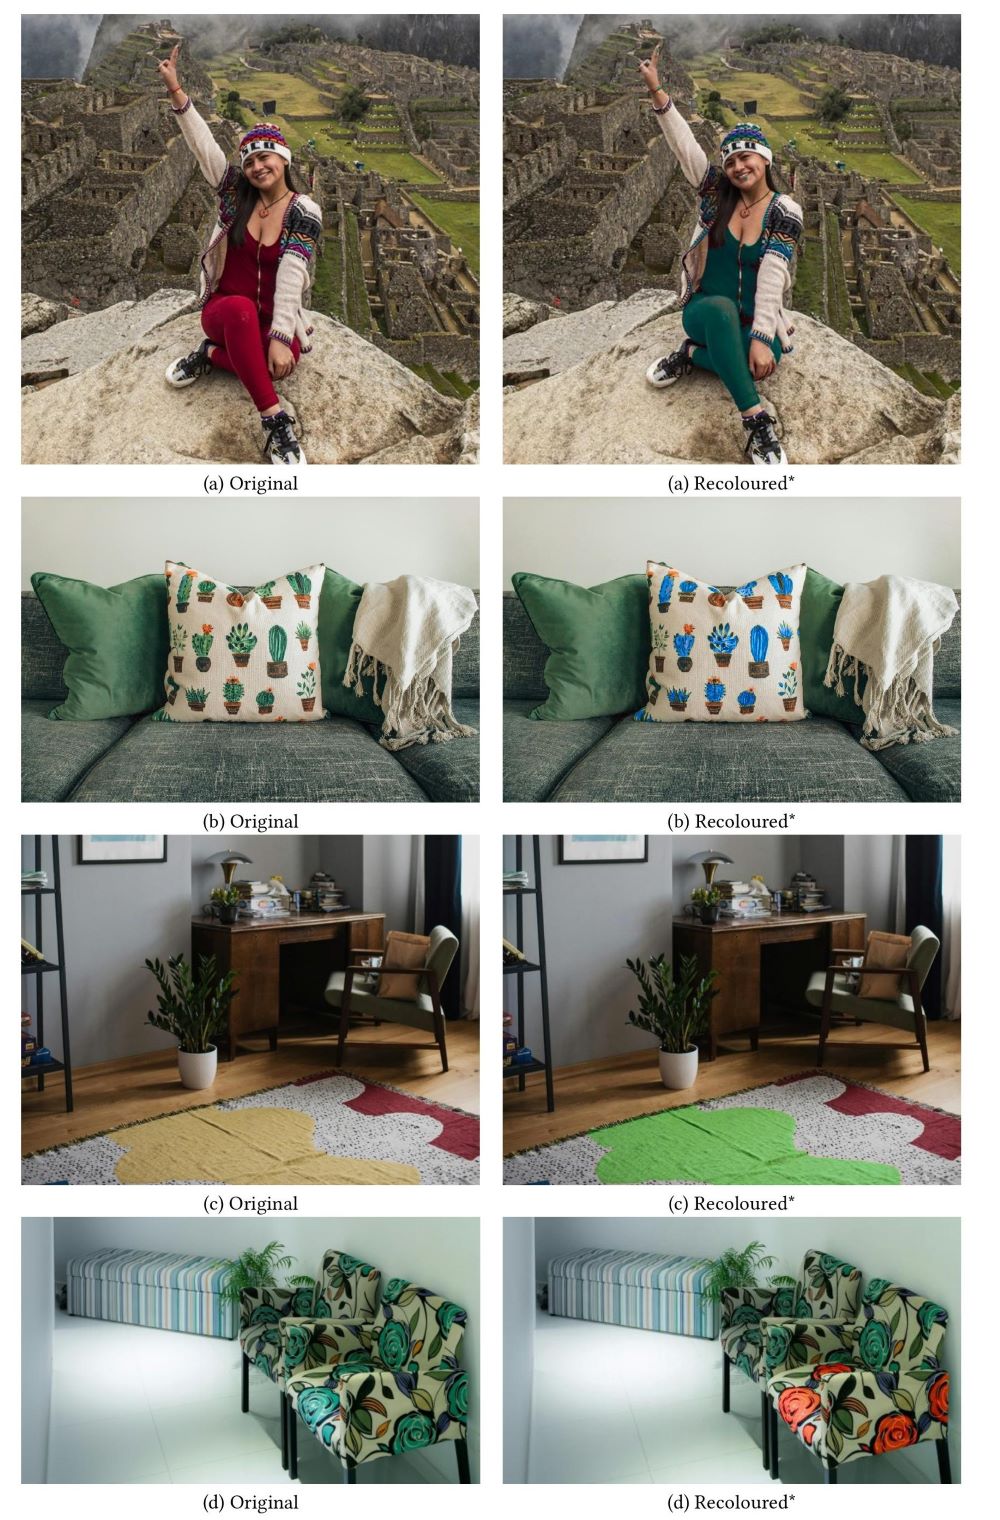 (a) Original
(a) Recoloured*
(b) Original
(b) Recoloured*
(c) Original
(c) Recoloured*
(d) Original
(d) Recoloured*